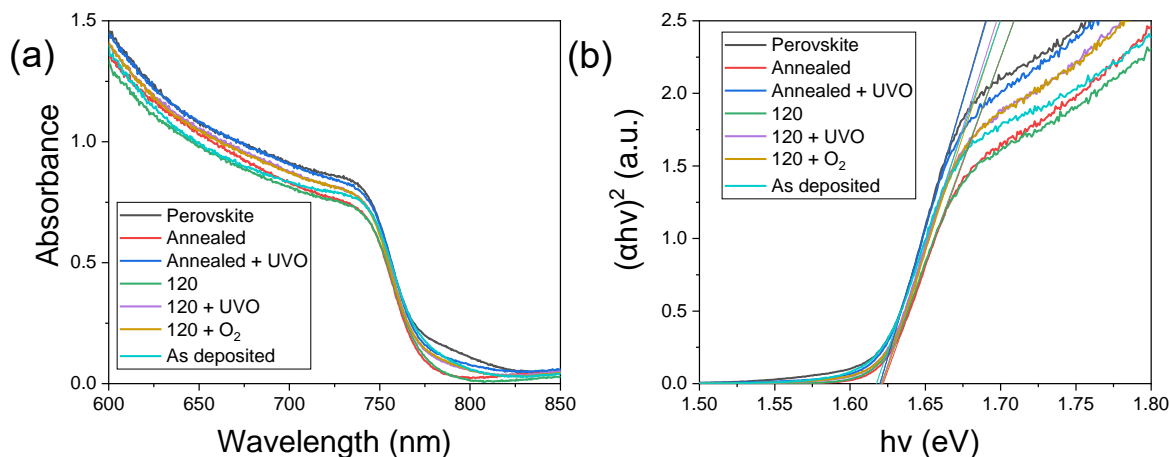 (a)
1.5
1.0
0.5
0.0
Absorbance
Perovskite
Annealed
Annealed + UVO
120
120 + UVO
120 + O₂
As deposited
600
650
700
750
800
850
Wavelength (nm)
(b)
2.5
2.0
1.5
1.0
0.5
0.0
(αhν)² (a.u.)
Perovskite
Annealed
Annealed + UVO
120
120 + UVO
120 + O₂
As deposited
1.50
1.55
1.60
1.65
1.70
1.75
1.80
hν (eV)